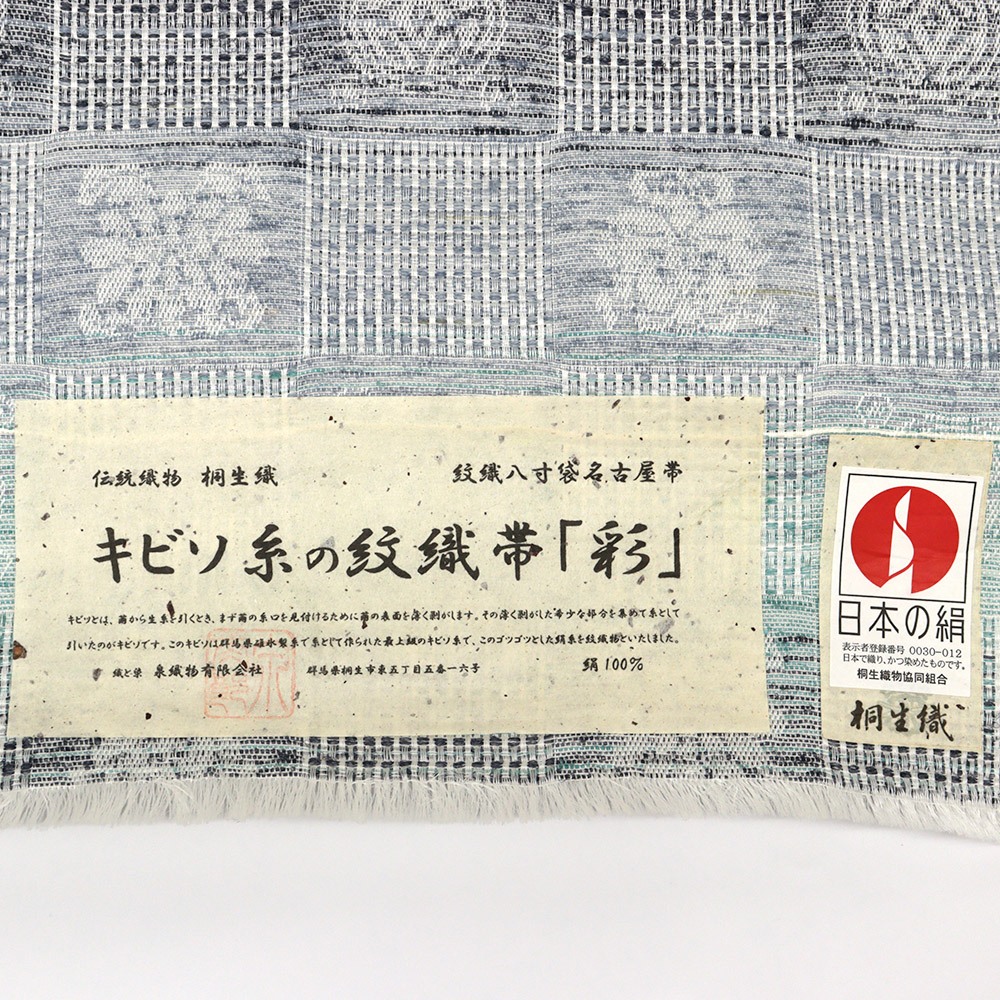 伝統織物 桐生織
紋織八寸袋名古屋帯
キビソ糸の紋織帯「彩」
キビソとは、繭から生糸を引くとき、まず繭の糸口を見付けるために繭の表面を薄く剥がします。その薄く剥がした希少な部分を集めて糸として
引いたのがキビソです。このキビソは群馬県碓氷製糸で糸として作られた最上級のキビソ糸で、このゴツゴツとした絹糸を紋織物といたしました。
織と染 泉織物有限会社 群馬県桐生市東五丁目五番一六号 絹100%
日本の絹
表示者登録番号 0030-012
日本で織り、かつ染めたものです。
桐生織物協同組合
桐生織